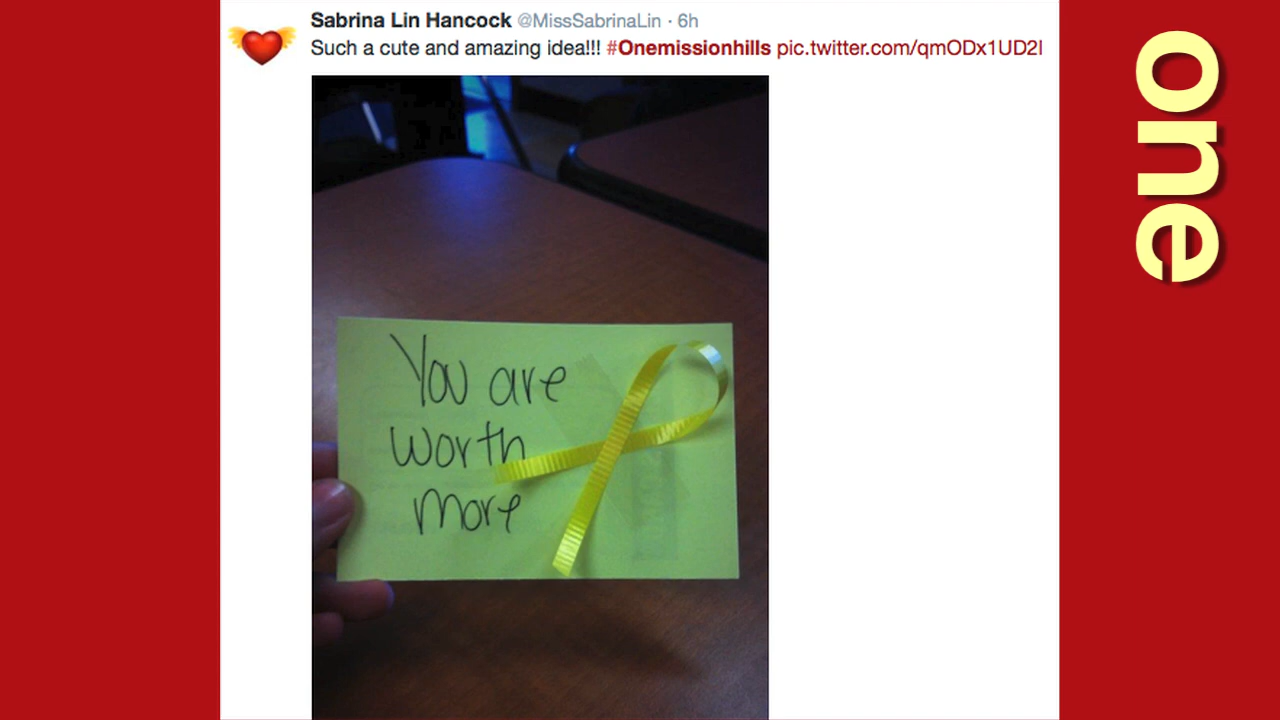 Sabrina Lin Hancock @MissSabrinaLin · 6h
Such a cute and amazing idea!!! #Onemissionhills pic.twitter.com/qmODx1UD2I
You are
worth
more
one